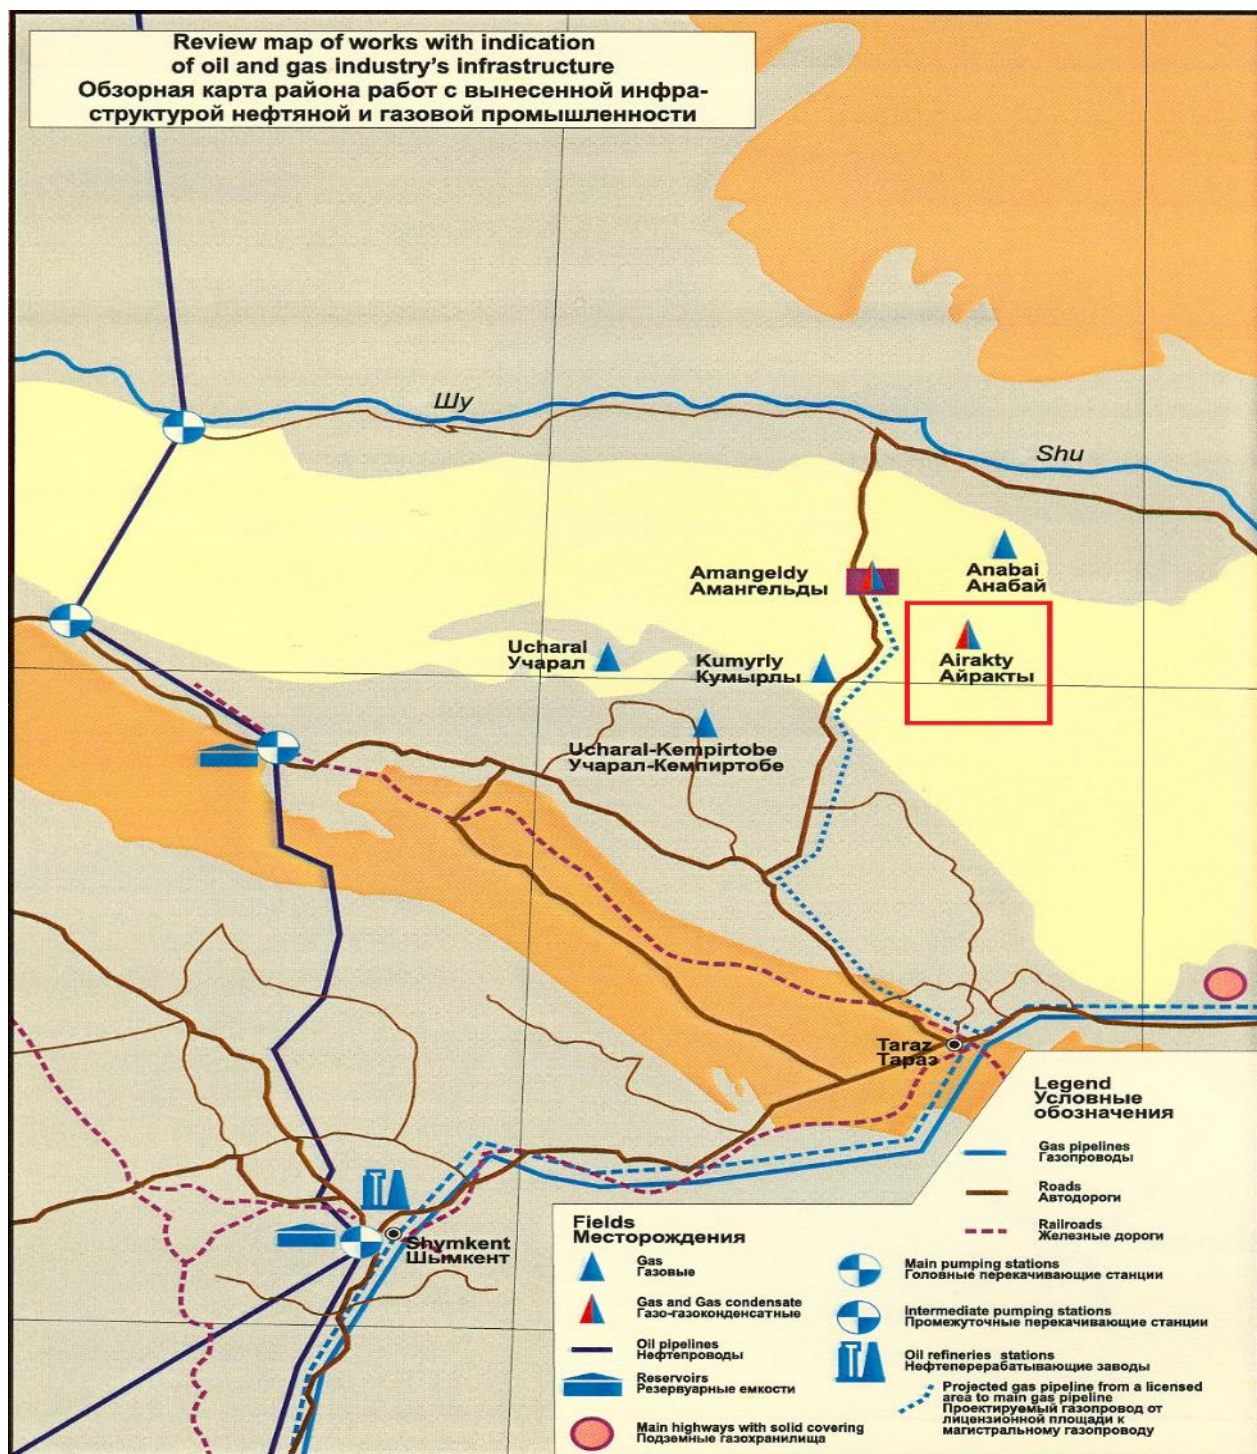 Review map of works with indication
of oil and gas industry's infrastructure
Обзорная карта района работ с вынесенной инфра-
структурой нефтяной и газовой промышленности
Шу
Shu
Anabai
Анабай
Amangeldy
Амангельды
Airakty
Айракты
Ucharal
Учарал
Kumyrly
Кумырлы
Ucharal-Kempirtobe
Учарал-Кемпиртобе
Taraz
Тараз
Shymkent
Шымкент
Legend
Условные
обозначения
Gas pipelines
Газопроводы
Roads
Автодороги
Railroads
Железные дороги
Fields
Месторождения
Gas
Газовые
Gas and Gas condensate
Газо-газоконденсатные
Oil pipelines
Нефтепроводы
Reservoirs
Резервуарные емкости
Main highways with solid covering
Подземные газохранилища
Main pumping stations
Головные перекачивающие станции
Intermediate pumping stations
Промежуточные перекачивающие станции
Oil refineries stations
Нефтеперерабатывающие заводы
Projected gas pipeline from a licensed
area to main gas pipeline
Проектируемый газопровод от
лицензионной площади к
магистральному газопроводу